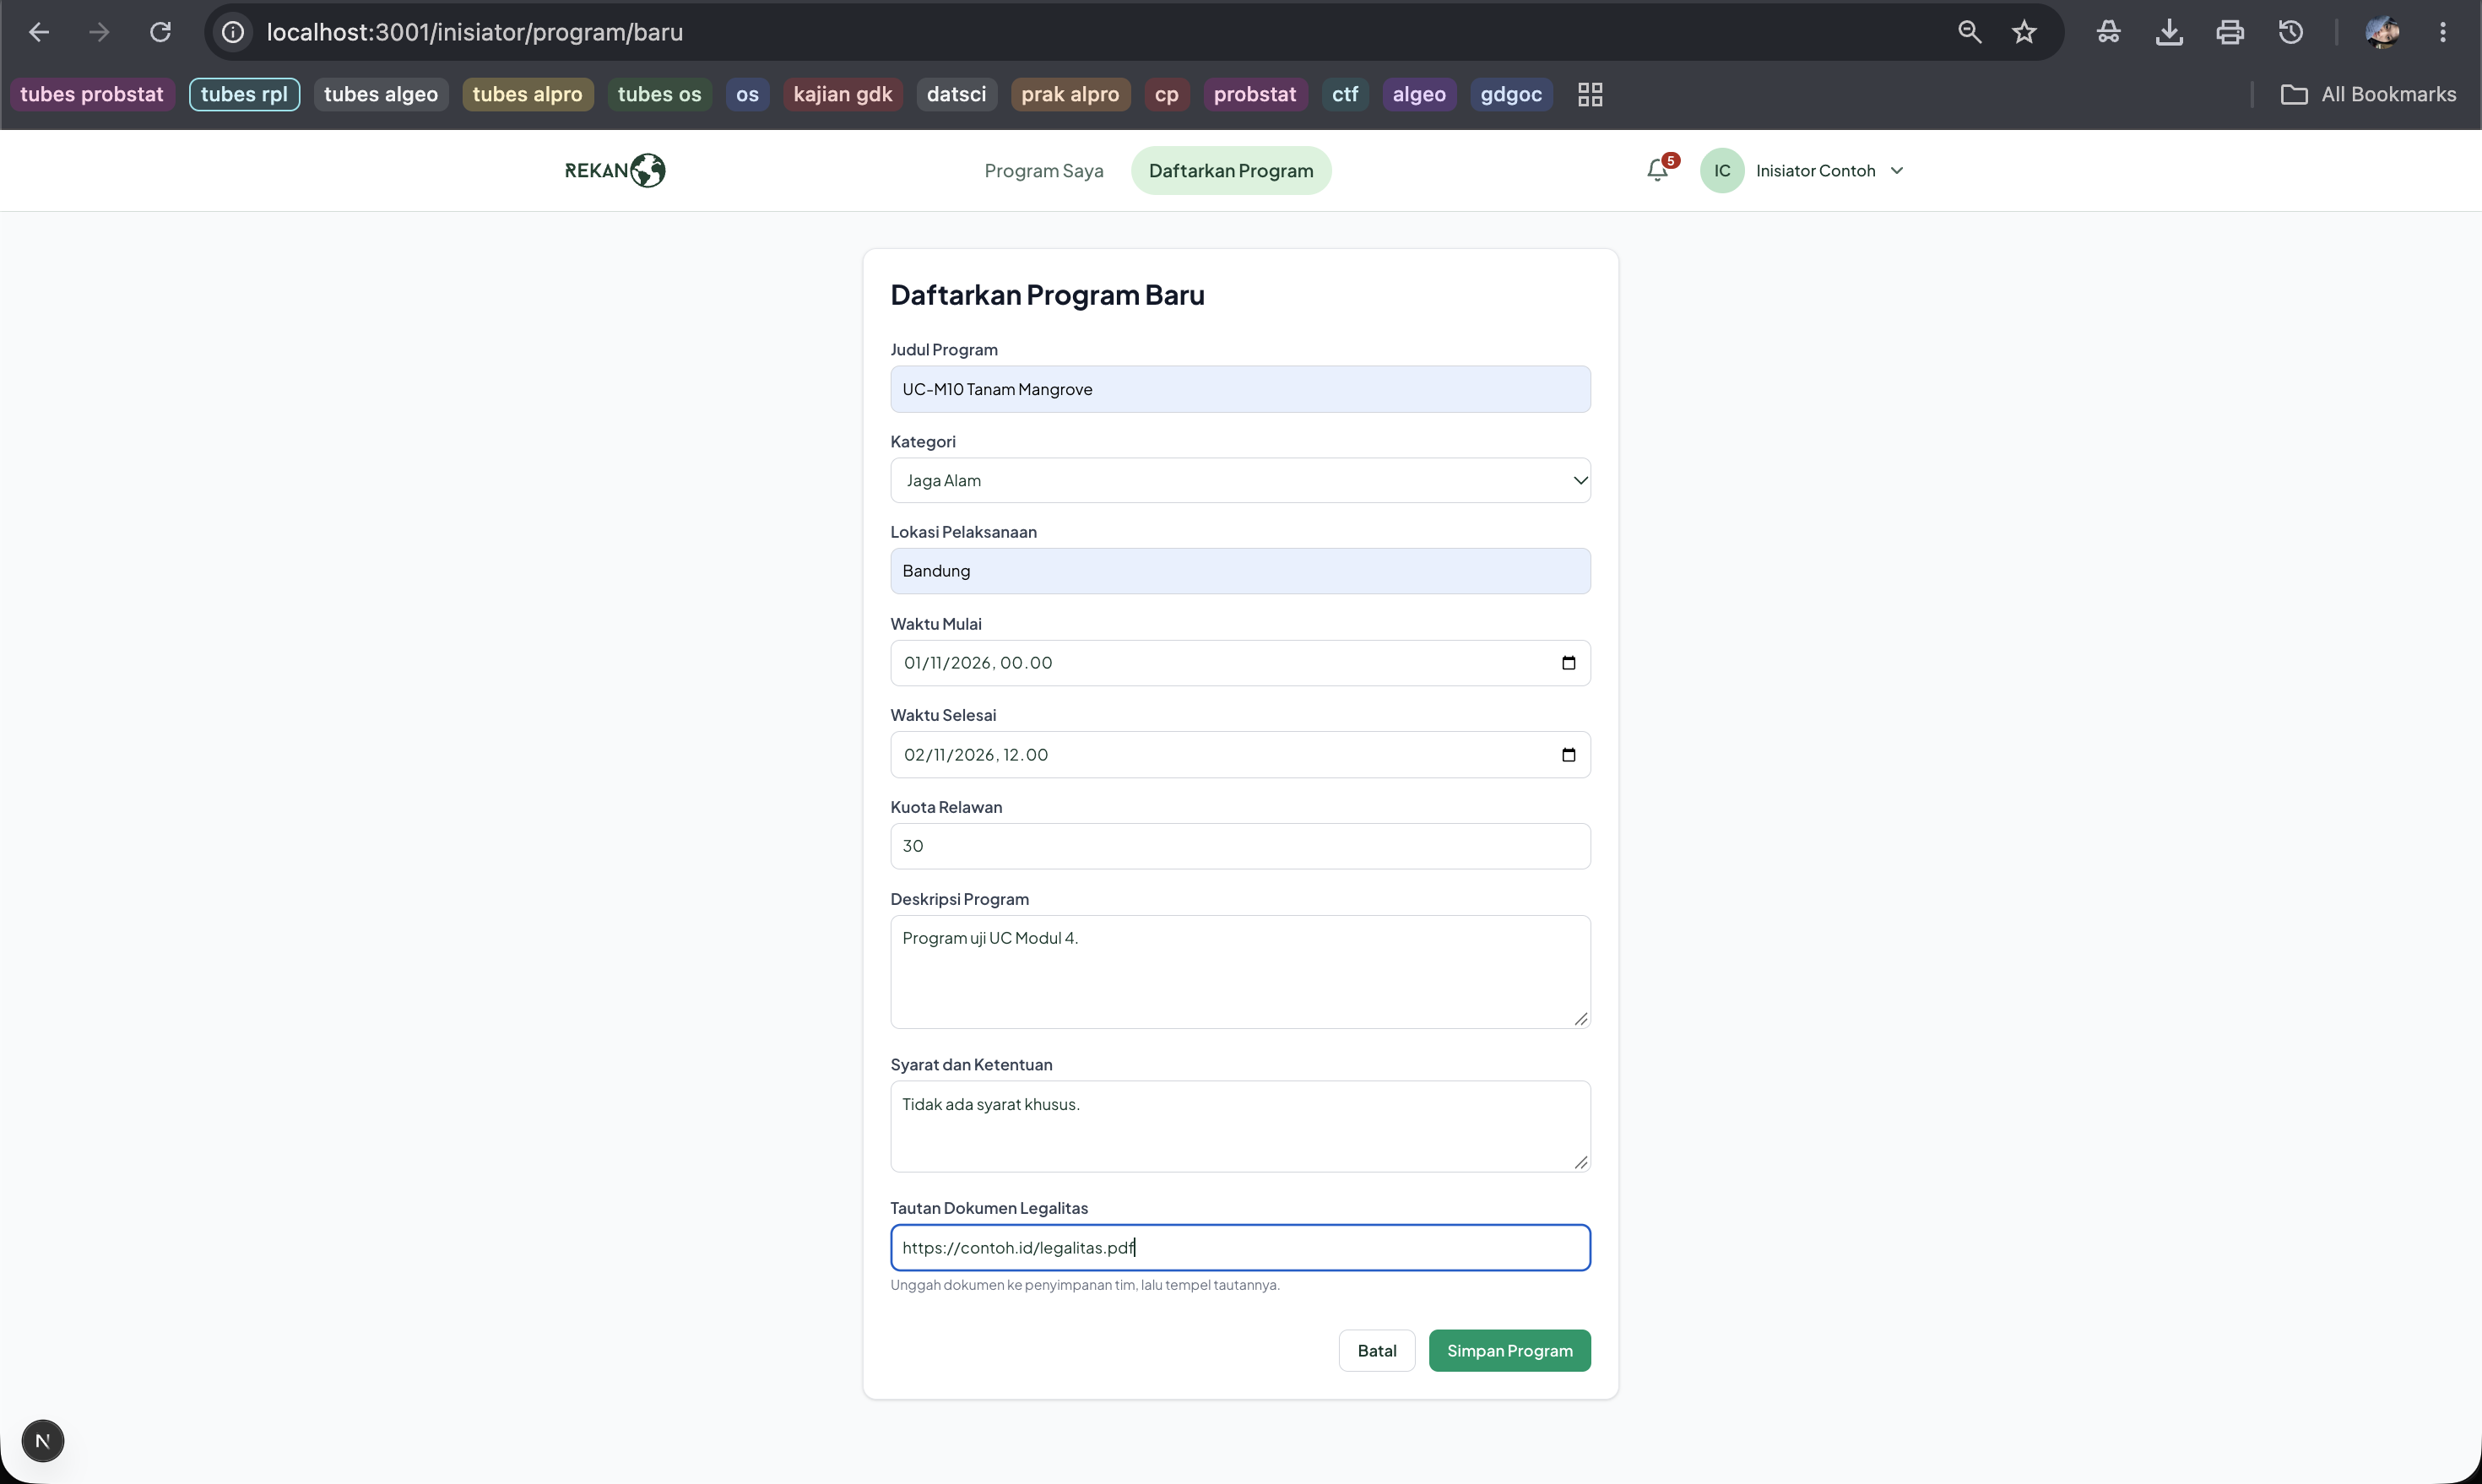 localhost:3001/inisiator/program/baru
tubes probstat
tubes rpl
tubes algeo
tubes alpro
tubes os
os
kajian gdk
datsci
prak alpro
cp
probstat
ctf
algeo
gdgoc
All Bookmarks
REKAN
Program Saya
Daftarkan Program
5
IC
Inisiator Contoh
Daftarkan Program Baru
Judul Program
UC-M10 Tanam Mangrove
Kategori
Jaga Alam
Lokasi Pelaksanaan
Bandung
Waktu Mulai
01/11/2026, 00.00
Waktu Selesai
02/11/2026, 12.00
Kuota Relawan
30
Deskripsi Program
Program uji UC Modul 4.
Syarat dan Ketentuan
Tidak ada syarat khusus.
Tautan Dokumen Legalitas
https://contoh.id/legalitas.pdf
Unggah dokumen ke penyimpanan tim, lalu tempel tautannya.
Batal
Simpan Program
N